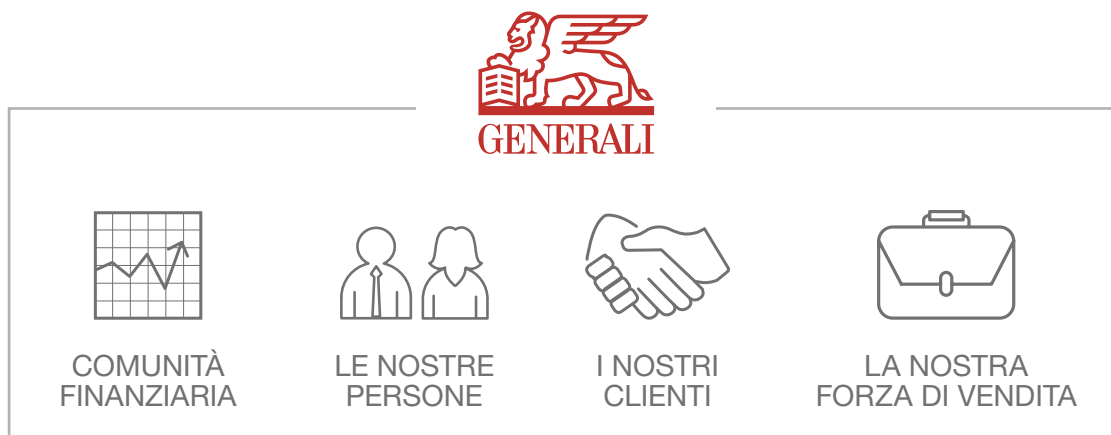 GENERALI
COMUNITÀ
FINANZIARIA
LE NOSTRE
PERSONE
I NOSTRI
CLIENTI
LA NOSTRA
FORZA DI VENDITA